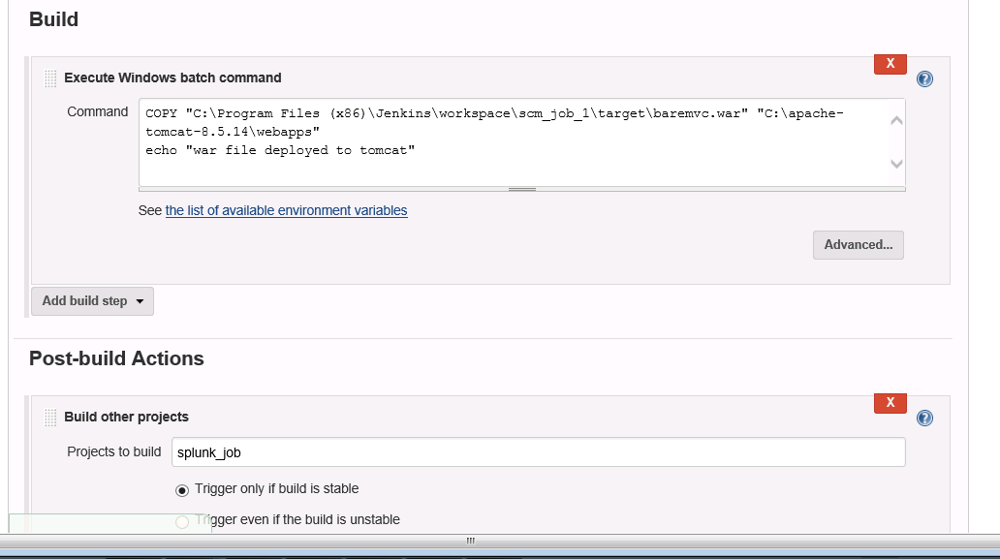 Build
X
Execute Windows batch command
Command
COPY "C:\Program Files (x86)\Jenkins\workspace\scm_job_1\target\baremvc.war" "C:\apache-
tomcat-8.5.14\webapps"
echo "war file deployed to tomcat"
See the list of available environment variables
Advanced...
Add build step
Post-build Actions
X
Build other projects
Projects to build splunk_job
Trigger only if build is stable
Trigger even if the build is unstable